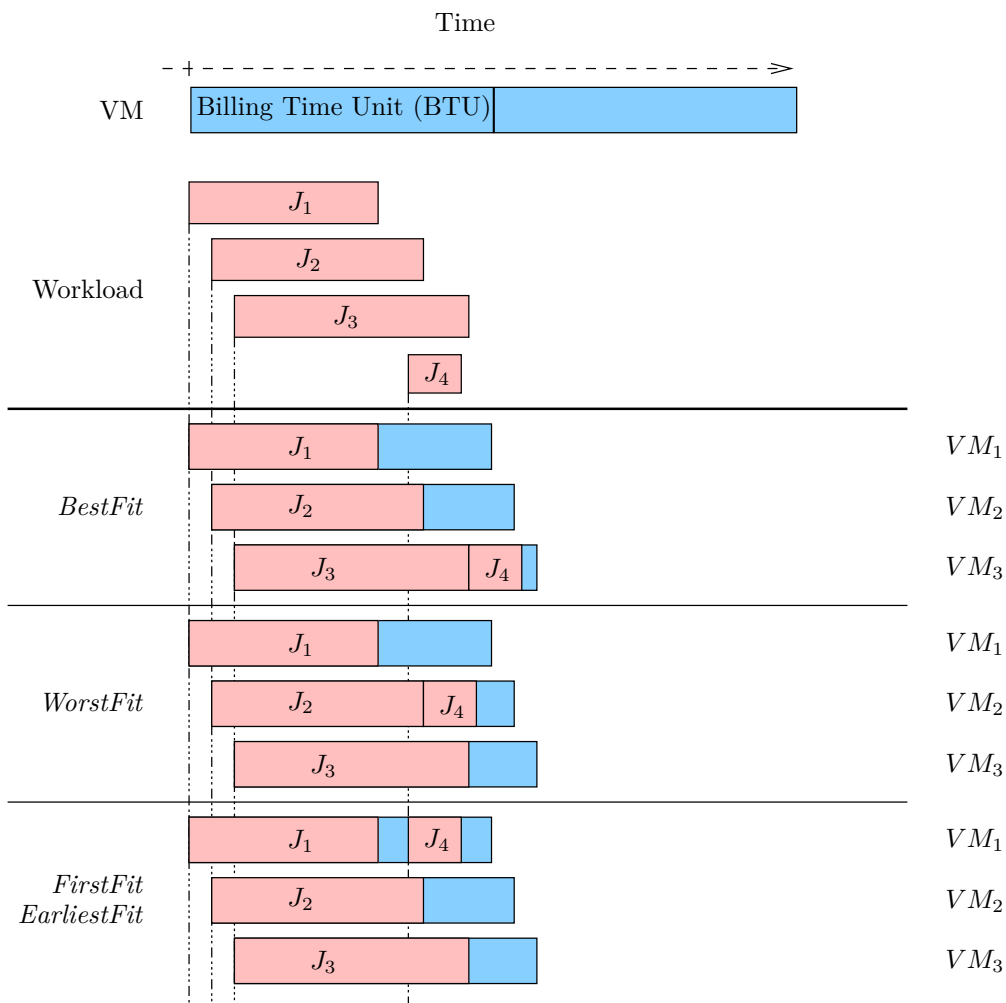 Time
VM
Billing Time Unit (BTU)
J₁
J₂
Workload
J₃
J₄
J₁
VM₁
BestFit
J₂
VM₂
J₃
J₄
VM₃
J₁
VM₁
WorstFit
J₂
J₄
VM₂
J₃
VM₃
J₁
J₄
VM₁
FirstFit
EarliestFit
J₂
VM₂
J₃
VM₃